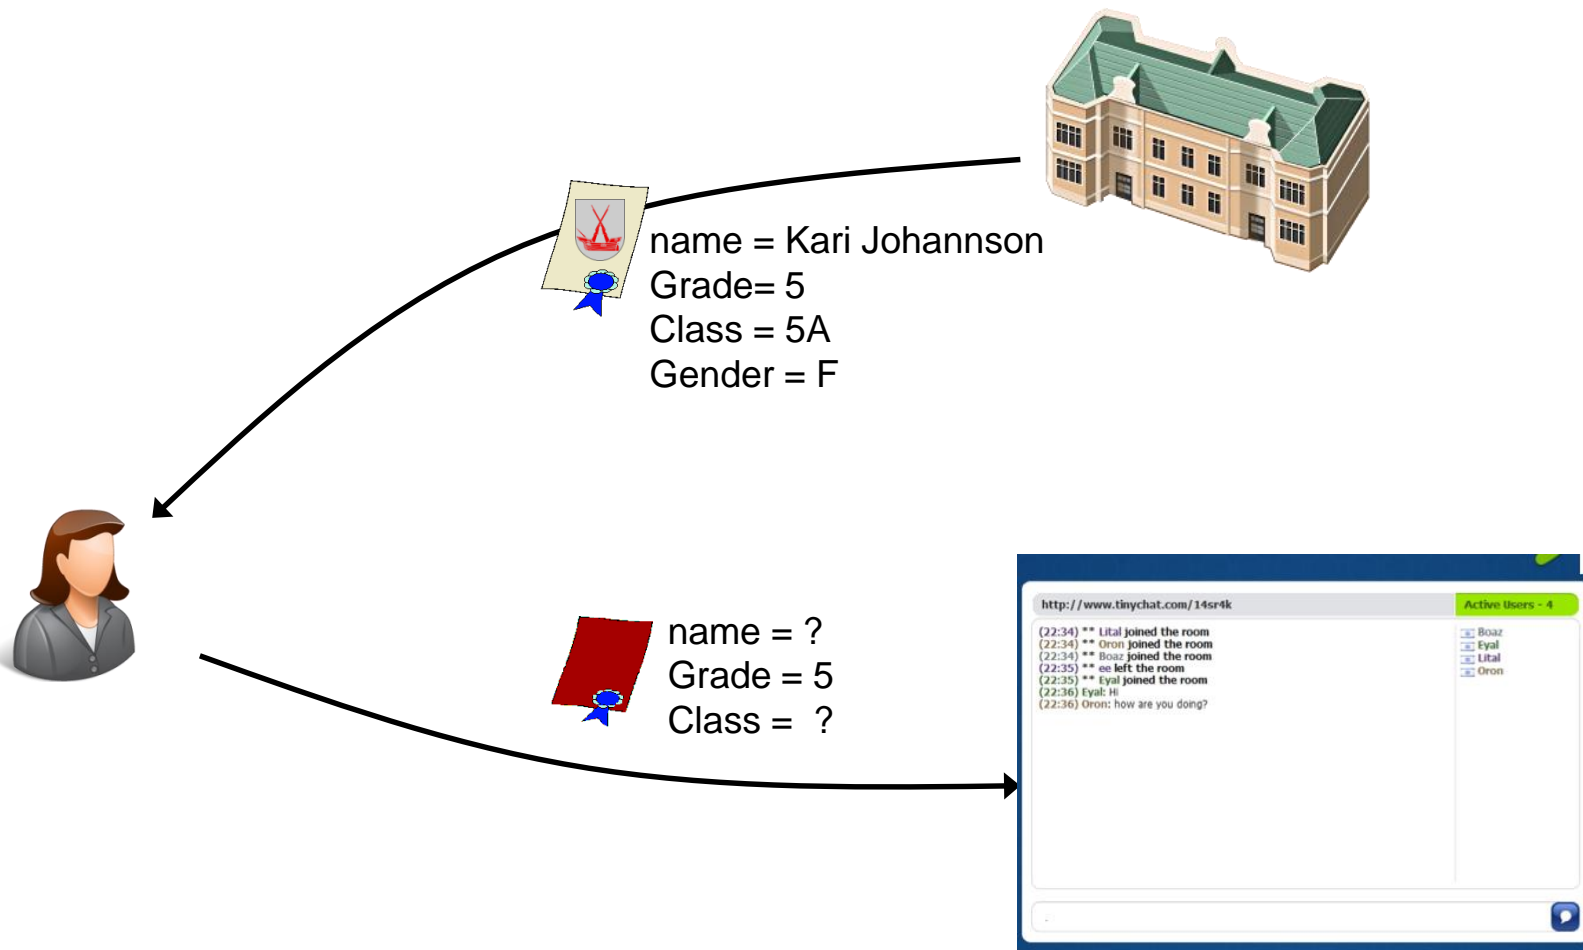 name = Kari Johannson
Grade= 5
Class = 5A
Gender = F
name = ?
Grade = 5
Class = ?
http://www.tinychat.com/14sr4k
Active Users - 4
(22:34) ** Lital joined the room
(22:34) ** Oron joined the room
(22:34) ** Boaz joined the room
(22:35) ** ee left the room
(22:35) ** Eyal joined the room
(22:36) Eyal: Hi
(22:36) Oron: how are you doing?
Boaz
Eyal
Lital
Oron